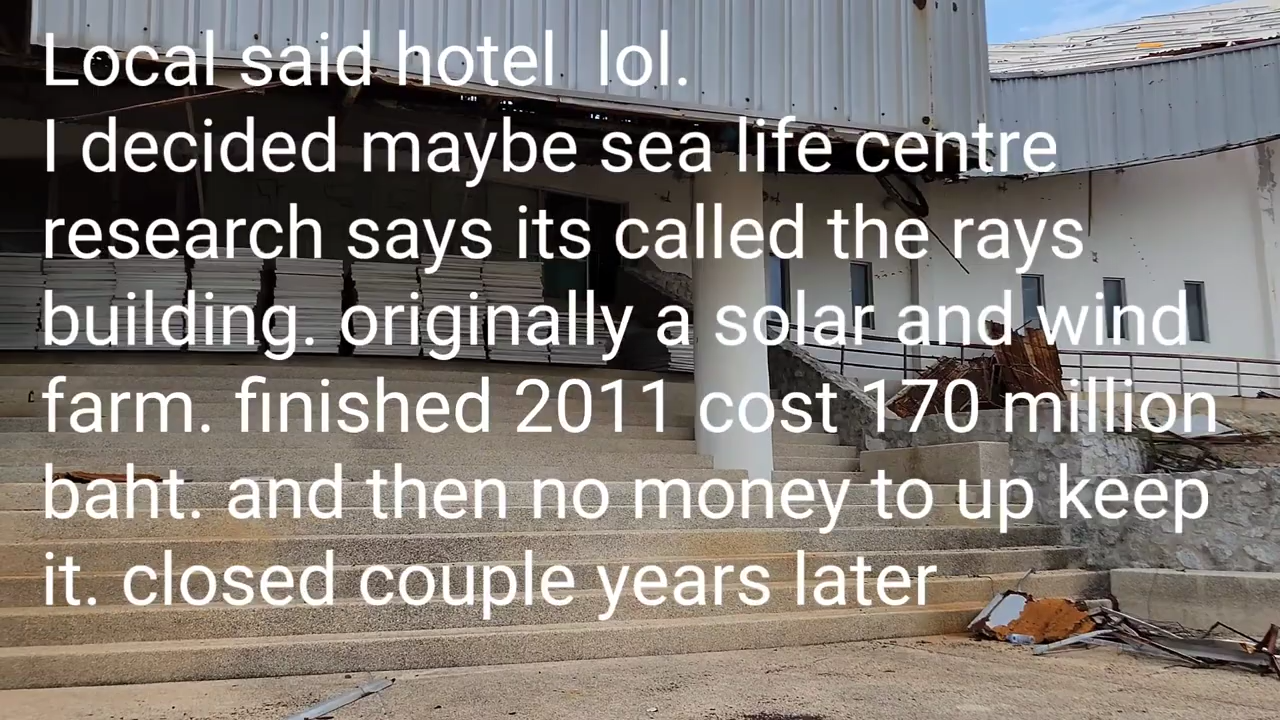 Local said hotel  lol.
I decided maybe sea life centre
research says its called the rays
building. originally a solar and wind
farm. finished 2011 cost 170 million
baht. and then no money to up keep
it. closed couple years later